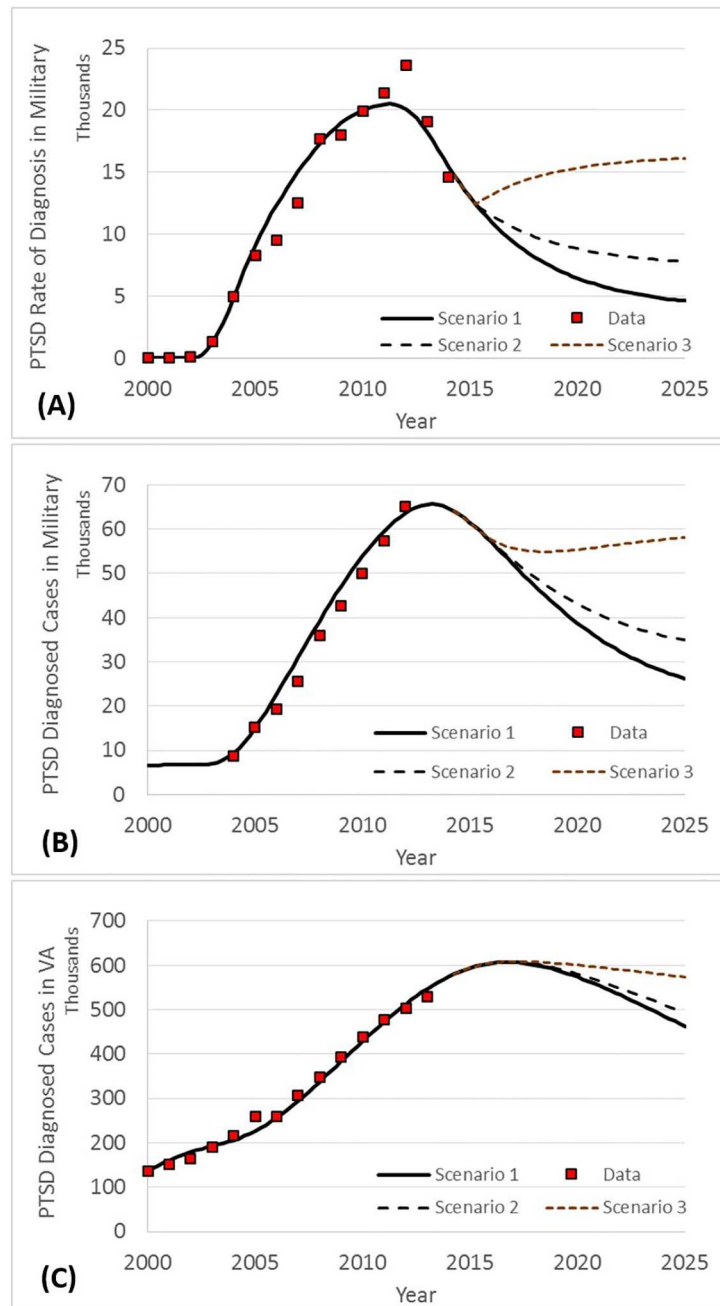 PTSD Rate of Diagnosis in Military
Thousands
25
20
15
10
5
0
2000 2005 2010 2015 2020 2025
Year
Scenario 1 Data
Scenario 2 Scenario 3
(A)
PTSD Diagnosed Cases in Military
Thousands
70
60
50
40
30
20
10
0
2000 2005 2010 2015 2020 2025
Year
Scenario 1 Data
Scenario 2 Scenario 3
(B)
PTSD Diagnosed Cases in VA
Thousands
700
600
500
400
300
200
100
0
2000 2005 2010 2015 2020 2025
Year
Scenario 1 Data
Scenario 2 Scenario 3
(C)